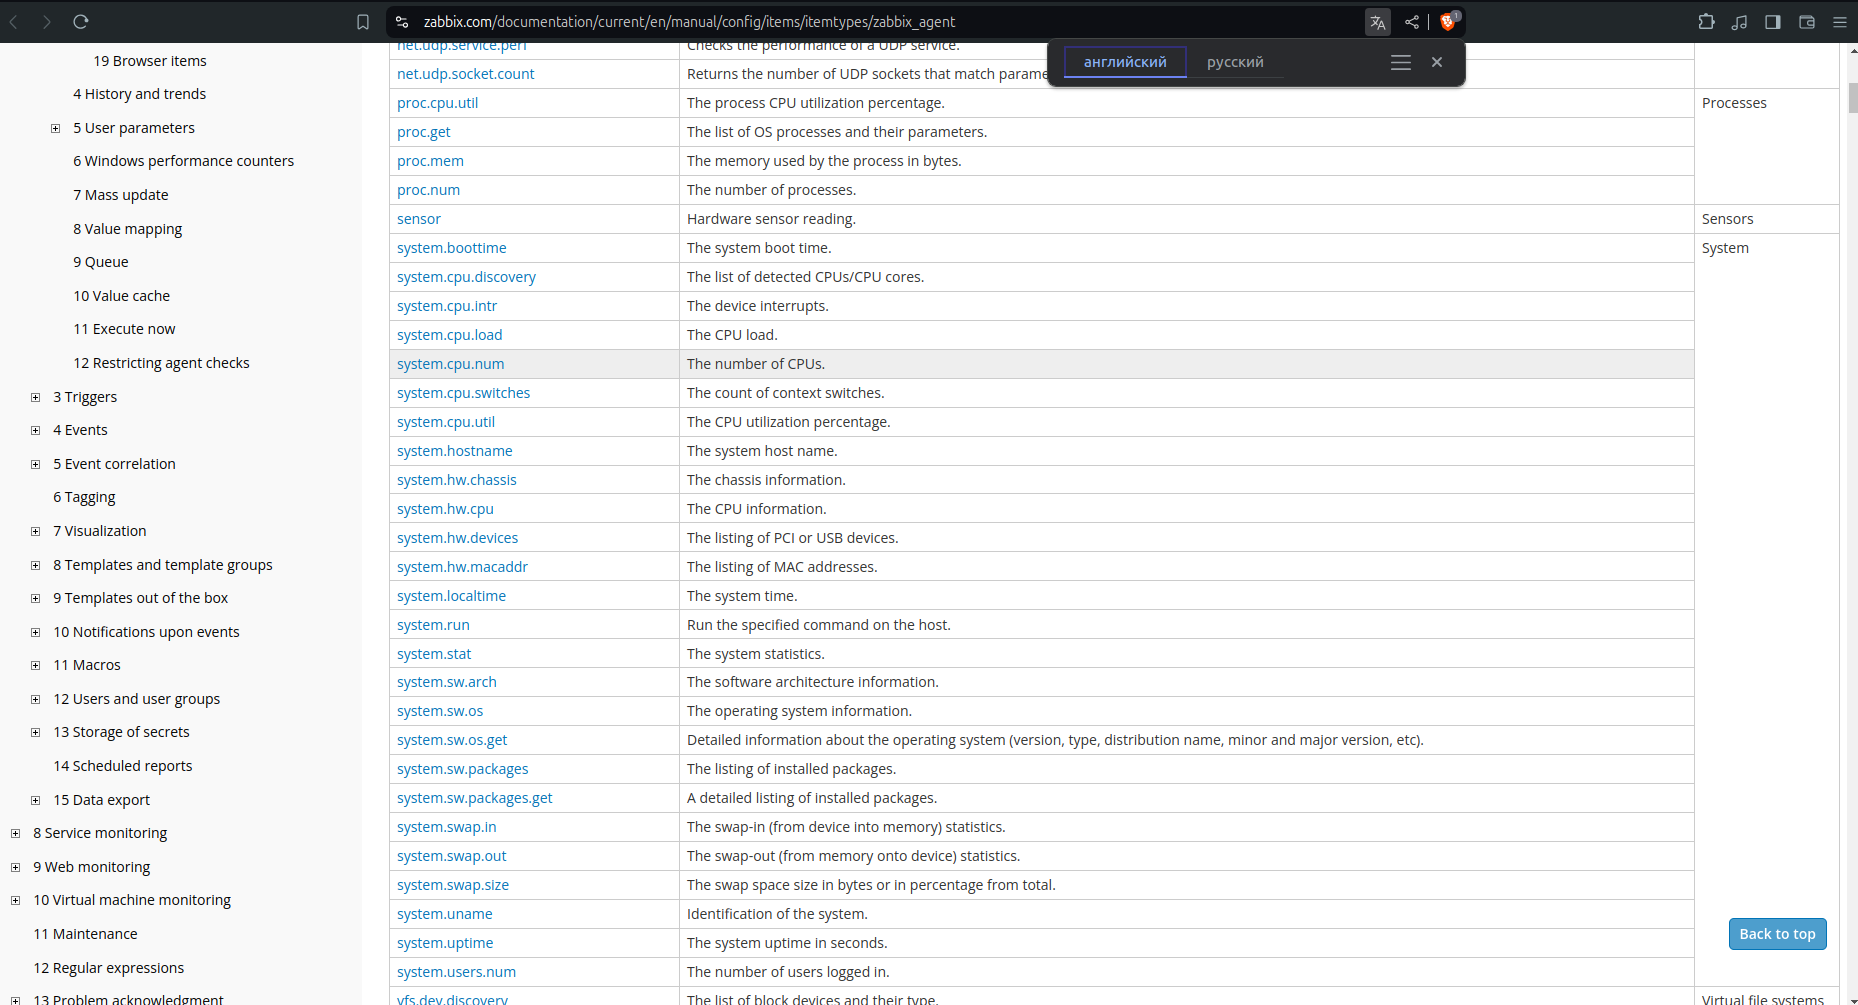 zabbix.com/documentation/current/en/manual/config/items/itemtypes/zabbix_agent
1
английский русский
19 Browser items
4 History and trends
5 User parameters
6 Windows performance counters
7 Mass update
8 Value mapping
9 Queue
10 Value cache
11 Execute now
12 Restricting agent checks
3 Triggers
4 Events
5 Event correlation
6 Tagging
7 Visualization
8 Templates and template groups
9 Templates out of the box
10 Notifications upon events
11 Macros
12 Users and user groups
13 Storage of secrets
14 Scheduled reports
15 Data export
8 Service monitoring
9 Web monitoring
10 Virtual machine monitoring
11 Maintenance
12 Regular expressions
13 Problem acknowledgment
net.udp.service.perf Checks the performance of a UDP service.
net.udp.socket.count Returns the number of UDP sockets that match parame
proc.cpu.util The process CPU utilization percentage. Processes
proc.get The list of OS processes and their parameters.
proc.mem The memory used by the process in bytes.
proc.num The number of processes.
sensor Hardware sensor reading. Sensors
system.boottime The system boot time. System
system.cpu.discovery The list of detected CPUs/CPU cores.
system.cpu.intr The device interrupts.
system.cpu.load The CPU load.
system.cpu.num The number of CPUs.
system.cpu.switches The count of context switches.
system.cpu.util The CPU utilization percentage.
system.hostname The system host name.
system.hw.chassis The chassis information.
system.hw.cpu The CPU information.
system.hw.devices The listing of PCI or USB devices.
system.hw.macaddr The listing of MAC addresses.
system.localtime The system time.
system.run Run the specified command on the host.
system.stat The system statistics.
system.sw.arch The software architecture information.
system.sw.os The operating system information.
system.sw.os.get Detailed information about the operating system (version, type, distribution name, minor and major version, etc).
system.sw.packages The listing of installed packages.
system.sw.packages.get A detailed listing of installed packages.
system.swap.in The swap-in (from device into memory) statistics.
system.swap.out The swap-out (from memory onto device) statistics.
system.swap.size The swap space size in bytes or in percentage from total.
system.uname Identification of the system.
system.uptime The system uptime in seconds.
system.users.num The number of users logged in.
vfs.dev.discovery The list of block devices and their type. Virtual file systems
Back to top